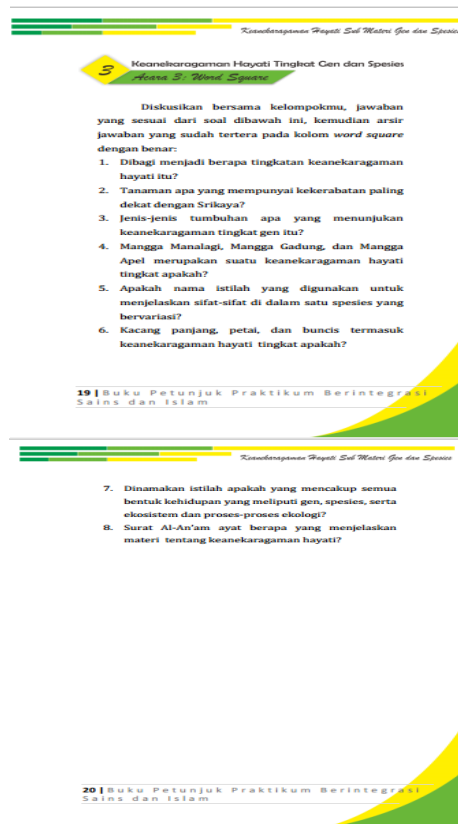 Keanekaragaman Hayati Sub Materi Gen dan Spesies
3
Keanekaragaman Hayati Tingkat Gen dan Spesies
Acara 3: Word Square
Diskusikan bersama kelompokmu, jawaban
yang sesuai dari soal dibawah ini, kemudian arsir
jawaban yang sudah tertera pada kolom word square
dengan benar:
1. Dibagi menjadi berapa tingkatan keanekaragaman
hayati itu?
2. Tanaman apa yang mempunyai kekerabatan paling
dekat dengan Srikaya?
3. Jenis-jenis tumbuhan apa yang menunjukan
keanekaragaman tingkat gen itu?
4. Mangga Manalagi, Mangga Gadung, dan Mangga
Apel merupakan suatu keanekaragaman hayati
tingkat apakah?
5. Apakah nama istilah yang digunakan untuk
menjelaskan sifat-sifat di dalam satu spesies yang
bervariasi?
6. Kacang panjang, petai, dan buncis termasuk
keanekaragaman hayati tingkat apakah?
19 | Buku Petunjuk Praktikum Berintegrasi
Sains dan Islam
Keanekaragaman Hayati Sub Materi Gen dan Spesies
7. Dinamakan istilah apakah yang mencakup semua
bentuk kehidupan yang meliputi gen, spesies, serta
ekosistem dan proses-proses ekologi?
8. Surat Al-An'am ayat berapa yang menjelaskan
materi tentang keanekaragaman hayati?
20 | Buku Petunjuk Praktikum Berintegrasi
Sains dan Islam